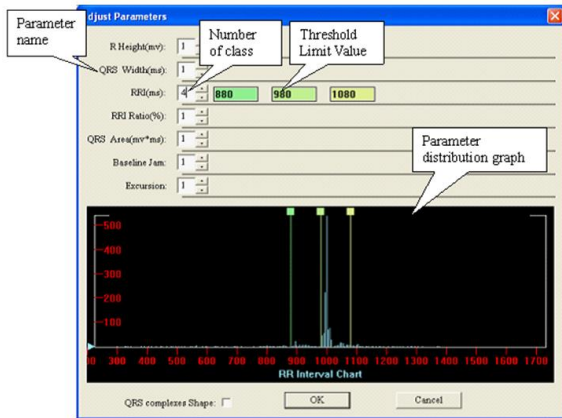 Adjust Parameters
Parameter
name
Number
of class
Threshold
Limit Value
R Height(mv): 1
QRS Width(ms): 1
RRI(ms): 4 880 980 1080
RRI Ratio(%): 1
QRS Area(mv*ms): 1
Baseline Jam: 1
Excursion: 1
Parameter
distribution graph
500
400
300
200
100
300 400 500 600 700 800 900 1000 1100 1200 1300 1400 1500 1600 1700
RR Interval Chart
QRS complexes Shape:
OK
Cancel